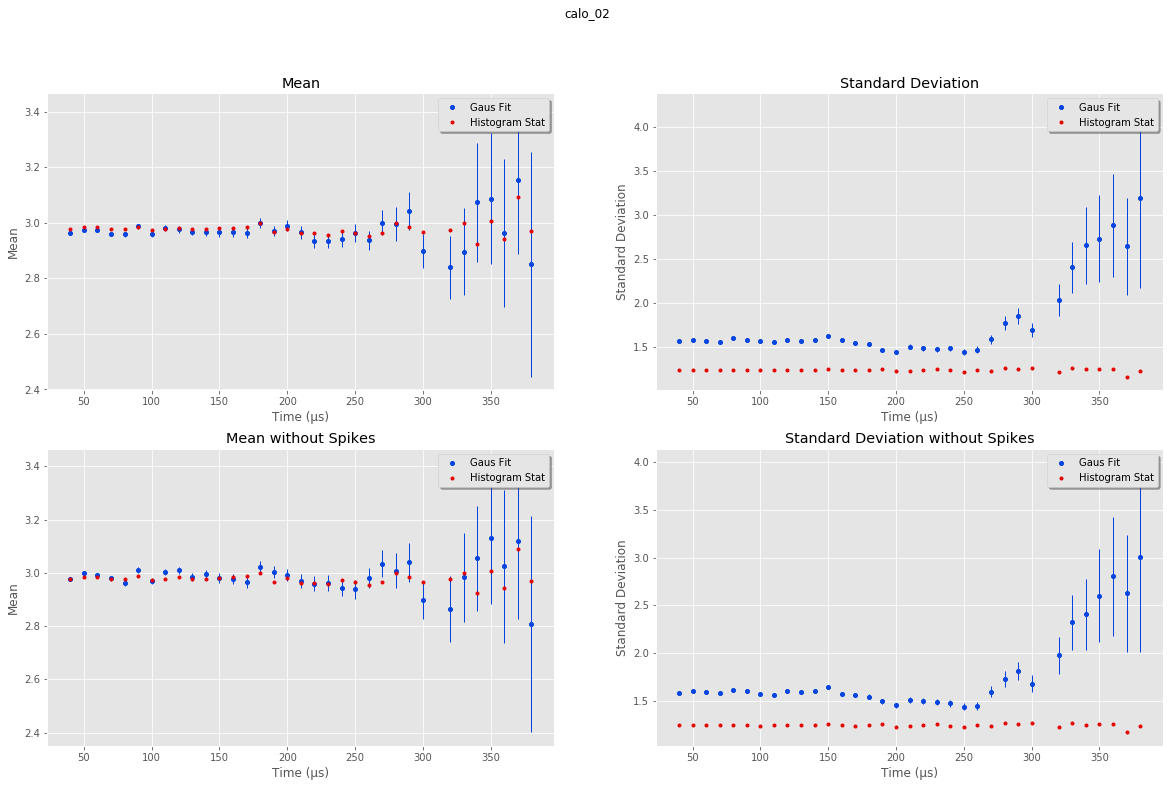 calo_02
Mean
Mean
3.4
3.2
3.0
2.8
2.6
2.4
Gaus Fit
Histogram Stat
50 100 150 200 250 300 350
Time (µs)
Standard Deviation
Standard Deviation
4.0
3.5
3.0
2.5
2.0
1.5
Gaus Fit
Histogram Stat
50 100 150 200 250 300 350
Time (µs)
Mean without Spikes
Mean
3.4
3.2
3.0
2.8
2.6
2.4
Gaus Fit
Histogram Stat
50 100 150 200 250 300 350
Time (µs)
Standard Deviation without Spikes
Standard Deviation
4.0
3.5
3.0
2.5
2.0
1.5
Gaus Fit
Histogram Stat
50 100 150 200 250 300 350
Time (µs)